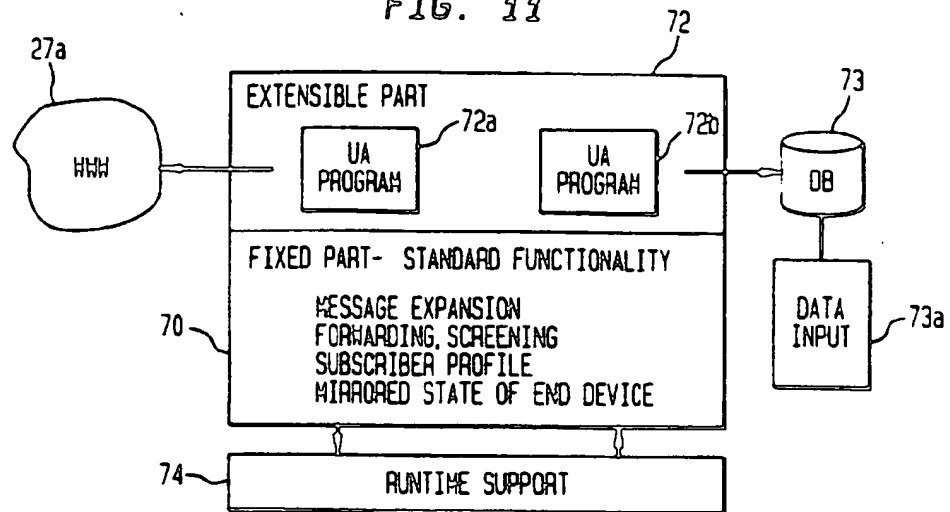 FIG. 11
72
27a
EXTENSIBLE PART
73
72a
72b
WWW
UA
PROGRAM
UA
PROGRAM
DB
FIXED PART- STANDARD FUNCTIONALITY
MESSAGE EXPANSION
FORWARDING, SCREENING
SUBSCRIBER PROFILE
MIRRORED STATE OF END DEVICE
70
DATA
INPUT
73a
74
RUNTIME SUPPORT